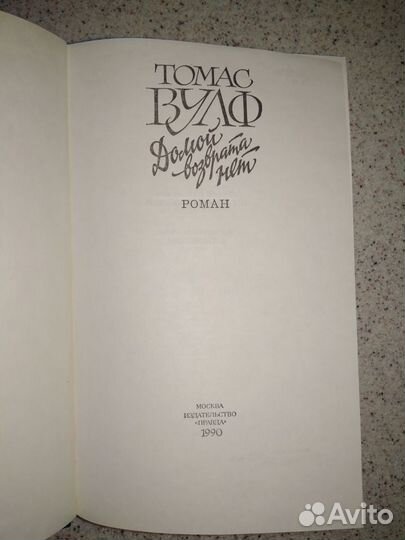 ТОМАС
ВУЛФ
Домой
возврата
нет
РОМАН
МОСКВА
ИЗДАТЕЛЬСТВО
«ПРАВДА»
1990
Avito